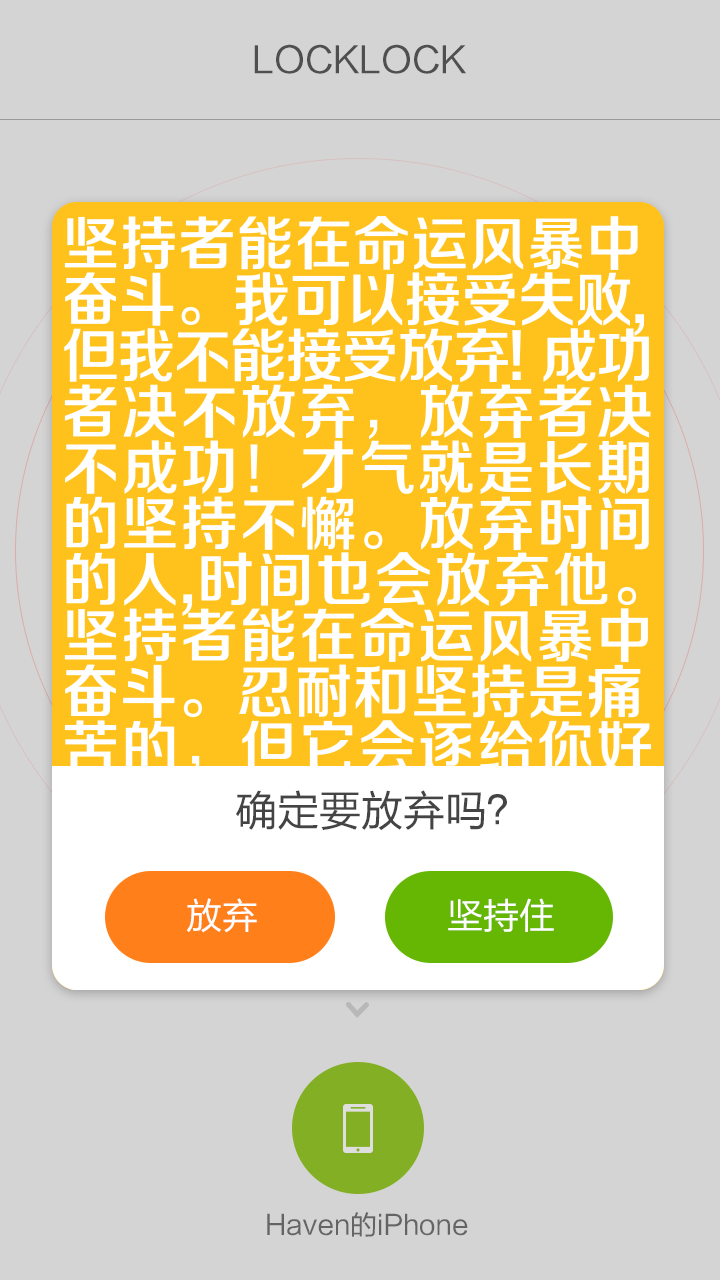 LOCKLOCK
坚持者能在命运风暴中
奋斗。我可以接受失败,
但我不能接受放弃! 成功
者决不放弃，放弃者决
不成功！才气就是长期
的坚持不懈。放弃时间
的人,时间也会放弃他。
坚持者能在命运风暴中
奋斗。忍耐和坚持是痛
苦的，但它会逐给你好
确定要放弃吗?
放弃
坚持住
Haven的iPhone